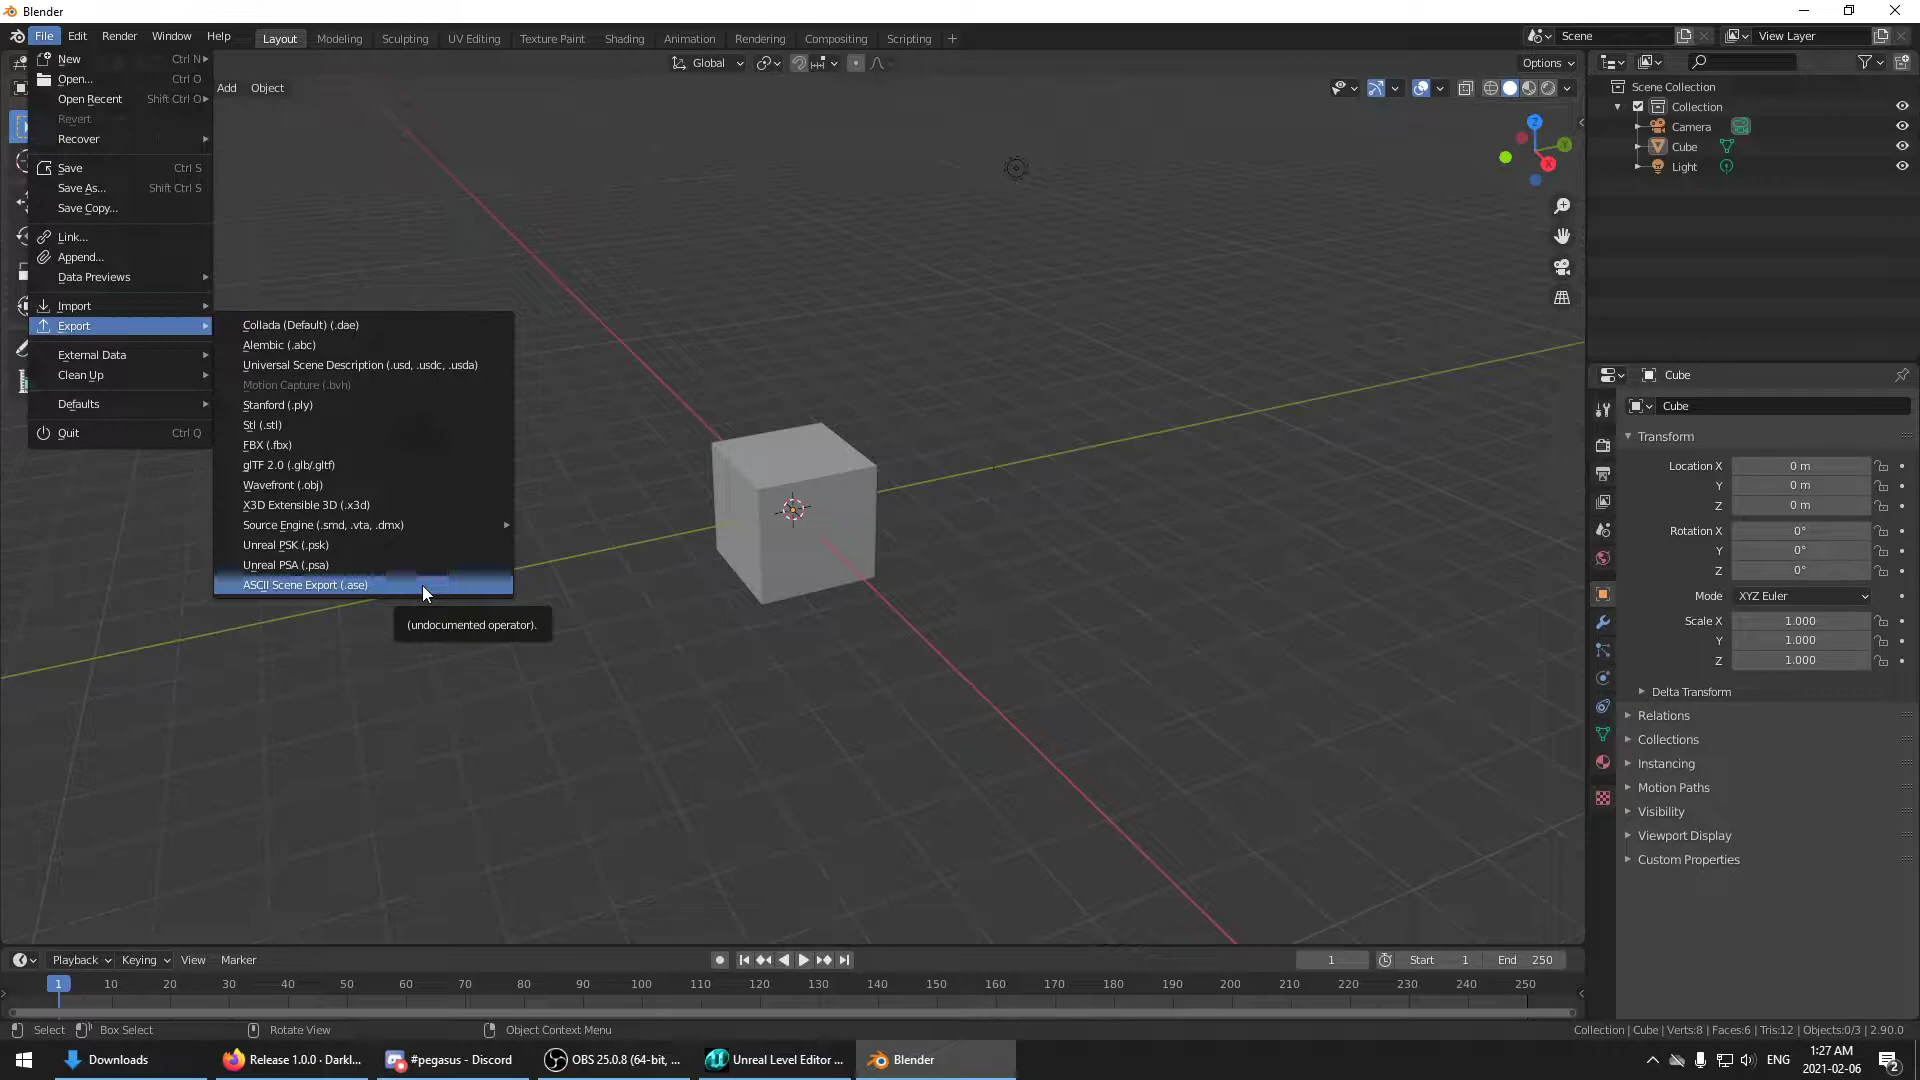 Blender
File Edit Render Window Help
Layout Modeling Sculpting UV Editing Texture Paint Shading Animation Rendering Compositing Scripting +
Scene
View Layer
New Ctrl N
Open... Ctrl O
Open Recent Shift Ctrl O
Revert
Recover
Save Ctrl S
Save As... Shift Ctrl S
Save Copy...
Link...
Append...
Data Previews
Import
Export
External Data
Clean Up
Defaults
Quit Ctrl Q
Global
Options
Add Object
Z
Y
X
Collada (Default) (.dae)
Alembic (.abc)
Universal Scene Description (.usd, .usdc, .usda)
Motion Capture (.bvh)
Stanford (.ply)
Stl (.stl)
FBX (.fbx)
glTF 2.0 (.glb/.gltf)
Wavefront (.obj)
X3D Extensible 3D (.x3d)
Source Engine (.smd, .vta, .dmx)
Unreal PSK (.psk)
Unreal PSA (.psa)
ASCII Scene Export (.ase)
(undocumented operator).
Scene Collection
Collection
Camera
Cube
Light
Cube
Cube
Transform
Location X 0 m
Y 0 m
Z 0 m
Rotation X 0°
Y 0°
Z 0°
Mode XYZ Euler
Scale X 1.000
Y 1.000
Z 1.000
Delta Transform
Relations
Collections
Instancing
Motion Paths
Visibility
Viewport Display
Custom Properties
Playback Keying View Marker
1 Start 1 End 250
1 10 20 30 40 50 60 70 80 90 100 110 120 130 140 150 160 170 180 190 200 210 220 230 240 250
Select Box Select Rotate View Object Context Menu
Collection | Cube | Verts:8 | Faces:6 | Tris:12 | Objects:0/3 | 2.90.0
Downloads
Release 1.0.0 · Darkl...
#pegasus - Discord
OBS 25.0.8 (64-bit, ...
Unreal Level Editor ...
Blender
ENG
1:27 AM
2021-02-06
2